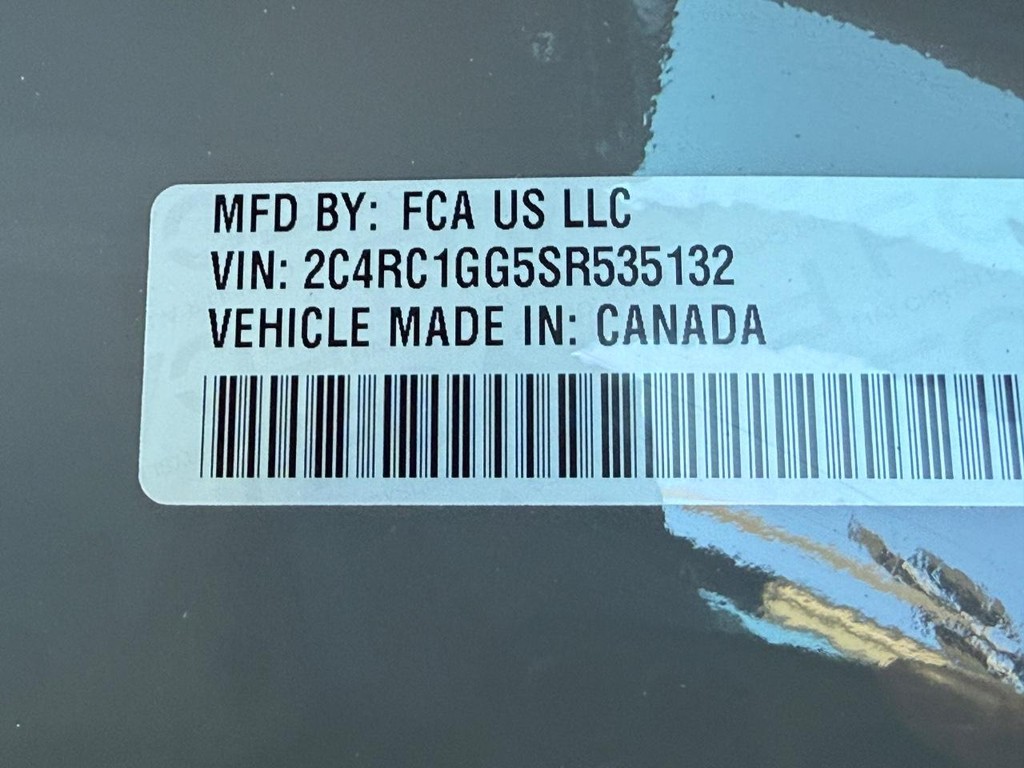 MFD BY: FCA US LLC
VIN: 2C4RC1GG5SR535132
VEHICLE MADE IN: CANADA